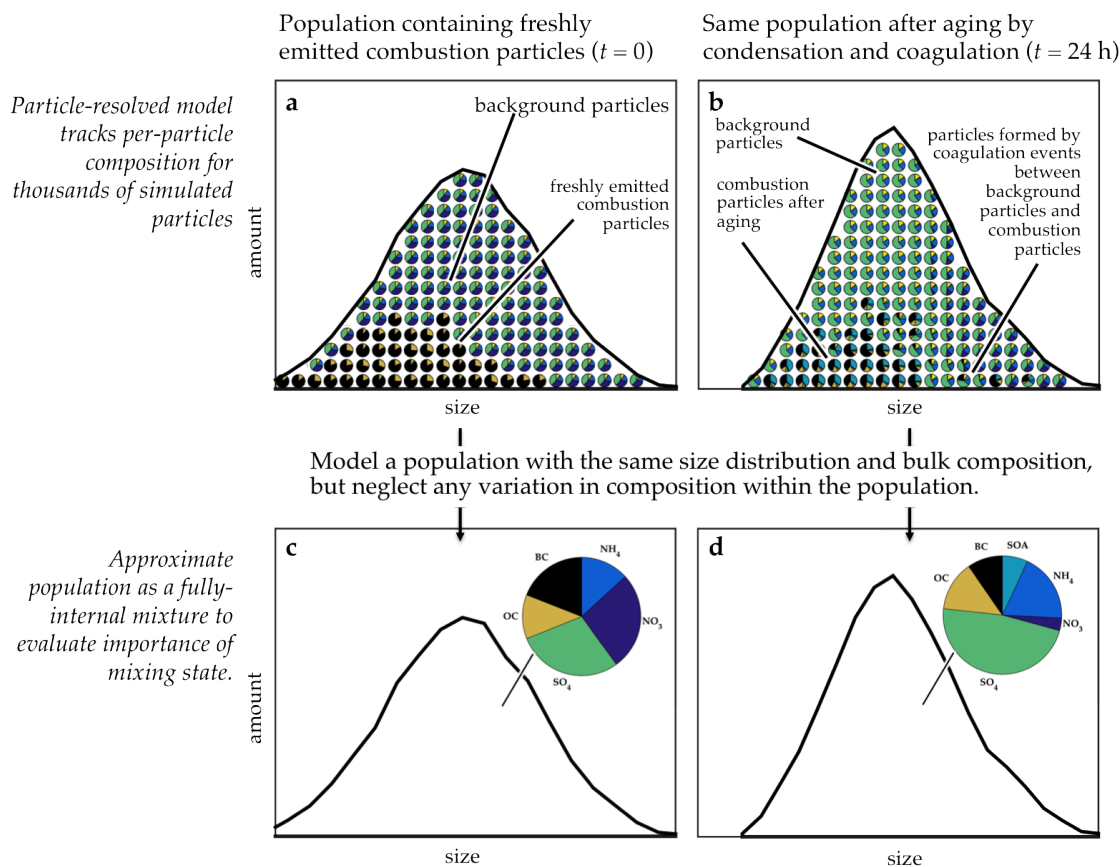 Population containing freshly
emitted combustion particles (t = 0)
Same population after aging by
condensation and coagulation (t = 24 h)
Particle-resolved model
tracks per-particle
composition for
thousands of simulated
particles
a
background particles
freshly emitted
combustion
particles
amount
size
b
background
particles
combustion
particles after
aging
particles formed by
coagulation events
between
background
particles and
combustion
particles
size
Model a population with the same size distribution and bulk composition,
but neglect any variation in composition within the population.
Approximate
population as a fully-
internal mixture to
evaluate importance of
mixing state.
c
BC
NH4
OC
NO3
SO4
amount
size
d
BC
SOA
OC
NH4
NO3
SO4
size